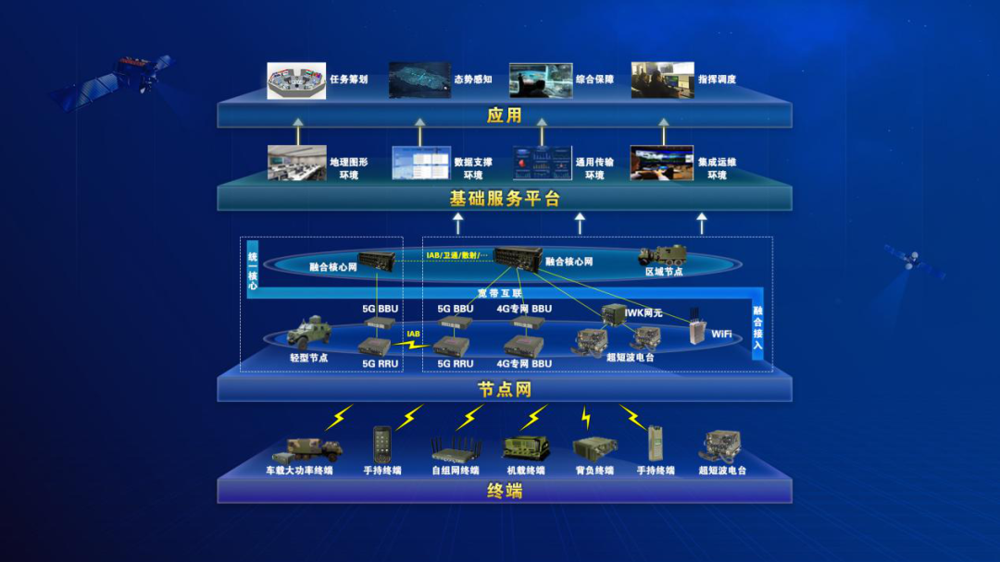 任务筹划
态势感知
综合保障
指挥调度
应用
地理图形
环境
数据支撑
环境
通用传输
环境
集成运维
环境
基础服务平台
统一核心
融合核心网
IAB/卫通/散射/…
融合核心网
区域节点
宽带互联
融合接入
5G BBU
5G BBU
4G专网 BBU
IWK网元
WiFi
IAB
轻型节点
超短波电台
5G RRU
5G RRU
4G专网 BBU
节点网
车载大功率终端
手持终端
自组网终端
机载终端
背负终端
手持终端
超短波电台
终端